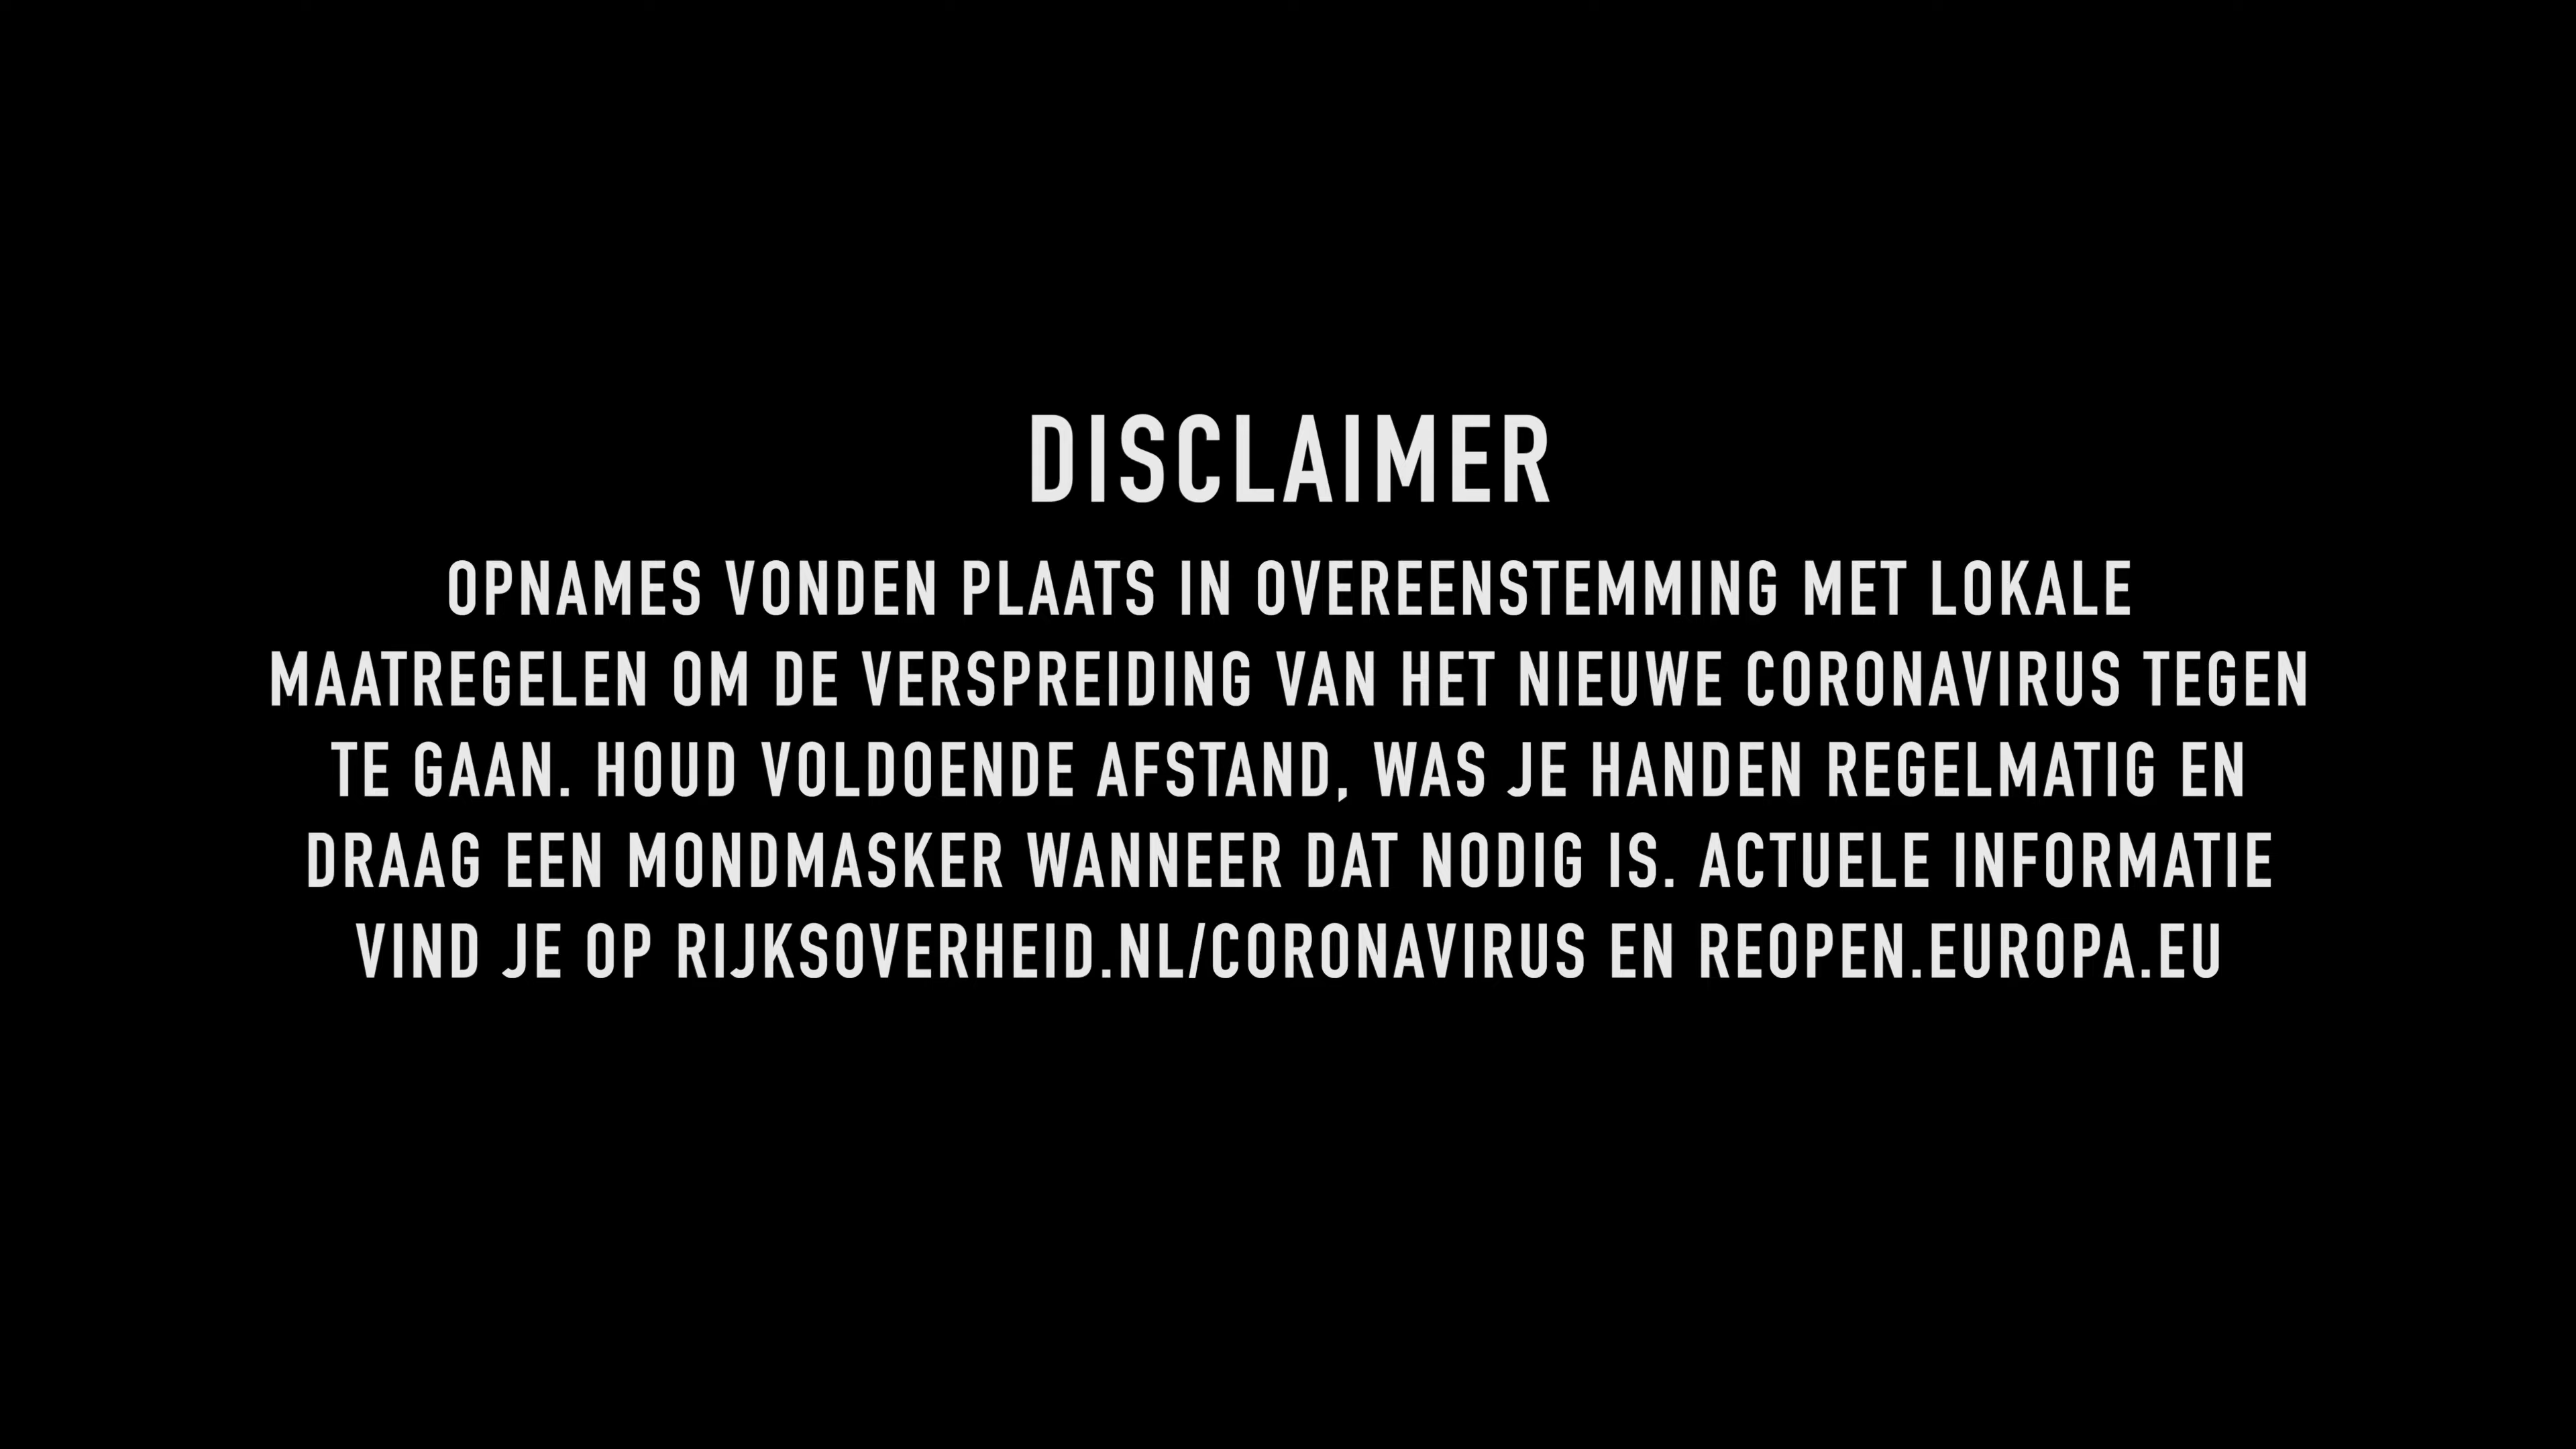 DISCLAIMER
OPNAMES VONDEN PLAATS IN OVEREENSTEMMING MET LOKALE
MAATREGELEN OM DE VERSPREIDING VAN HET NIEUWE CORONAVIRUS TEGEN
TE GAAN. HOUD VOLDOENDE AFSTAND, WAS JE HANDEN REGELMATIG EN
DRAAG EEN MONDMASKER WANNEER DAT NODIG IS. ACTUELE INFORMATIE
VIND JE OP RIJKSOVERHEID.NL/CORONAVIRUS EN REOPEN.EUROPA.EU